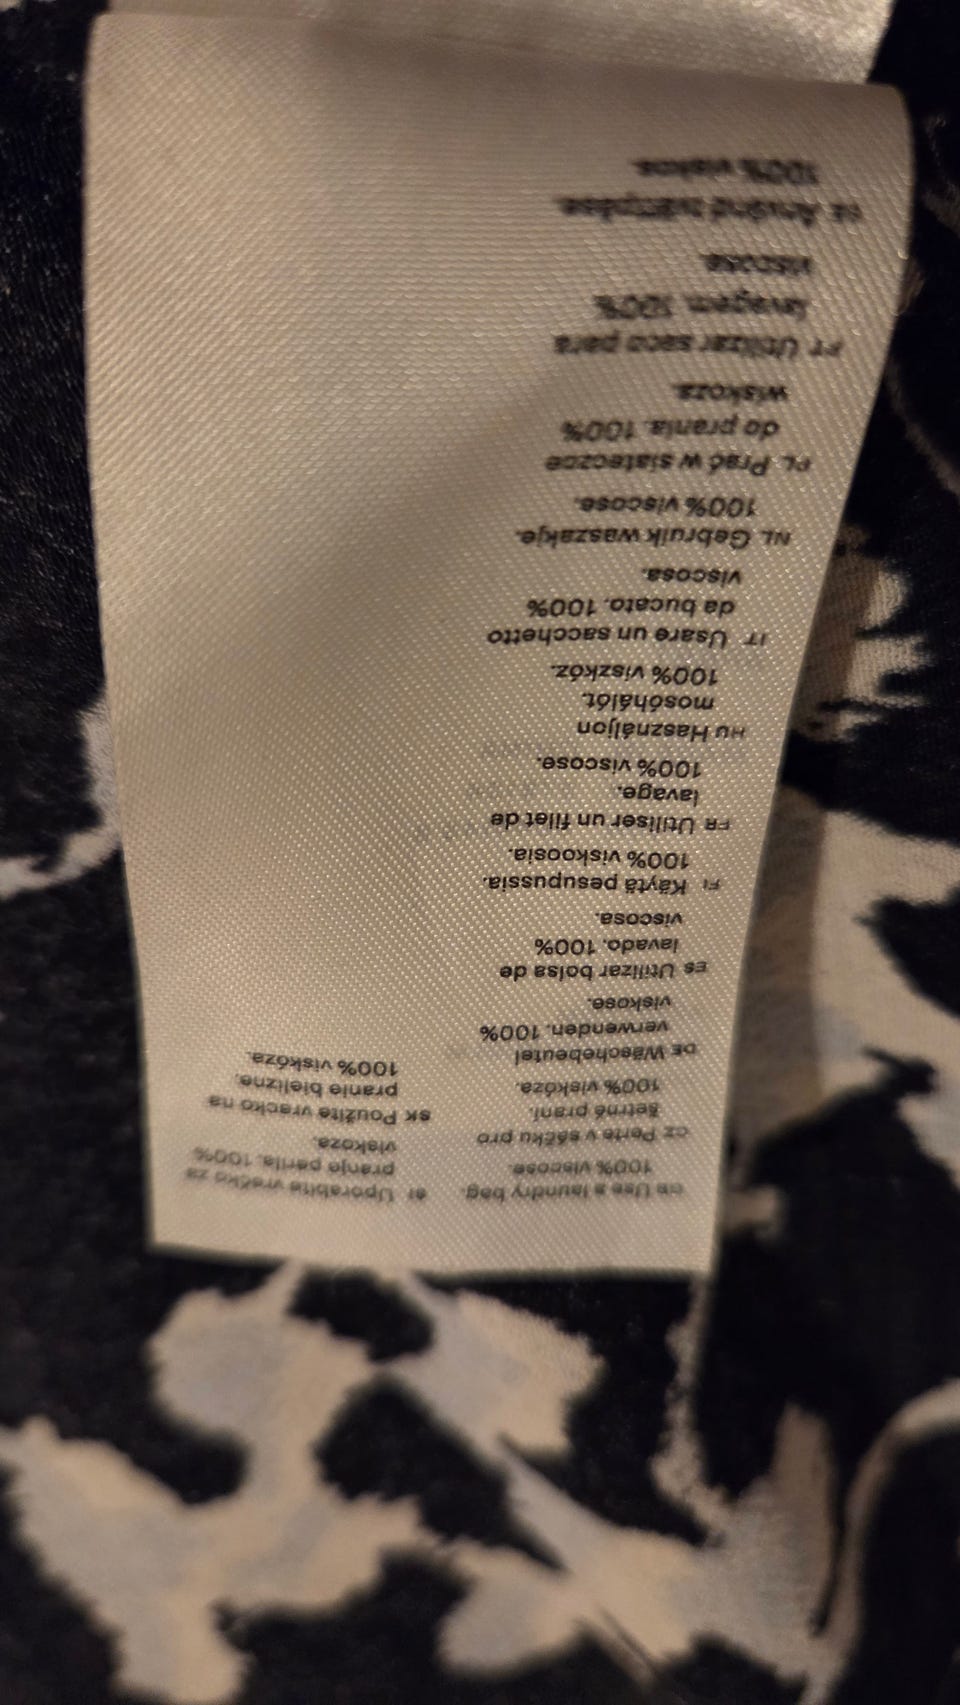 GB Use a laundry bag.
100% viscose.
CZ Perte v sáčku pro
šetrné praní.
100% viskóza.
DE Wäschebeutel
verwenden. 100%
viskose.
ES Utilizar bolsa de
lavado. 100%
viscosa.
FI Käytä pesupussia.
100% viskoosia.
FR Utiliser un filet de
lavage.
100% viscose.
HU Használjon
mosóhálót.
100% viszkóz.
IT Usare un sacchetto
da bucato. 100%
viscosa.
NL Gebruik waszakje.
100% viscose.
PL Prać w siateczce
do prania. 100%
wiskoza.
PT Utilizar saco para
lavagem. 100%
viscose.
SE Använd tvättpåse.
100% viskos.
SI Uporabite vrečko za
pranje perila. 100%
viskoza.
SK Použite vrecko na
pranie bielizne.
100% viskóza.